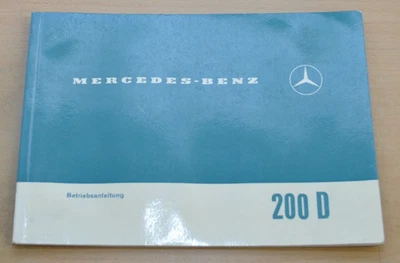 MERCEDES-BENZ
Betriebsanleitung
200 D